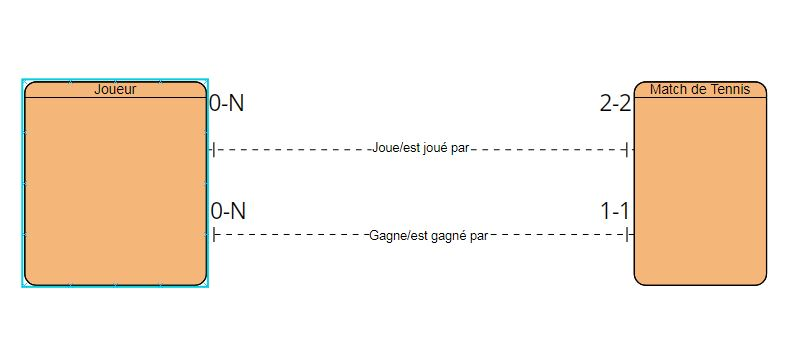 Joueur
Match de Tennis
0-N
2-2
Joue/est joué par
0-N
1-1
Gagne/est gagné par